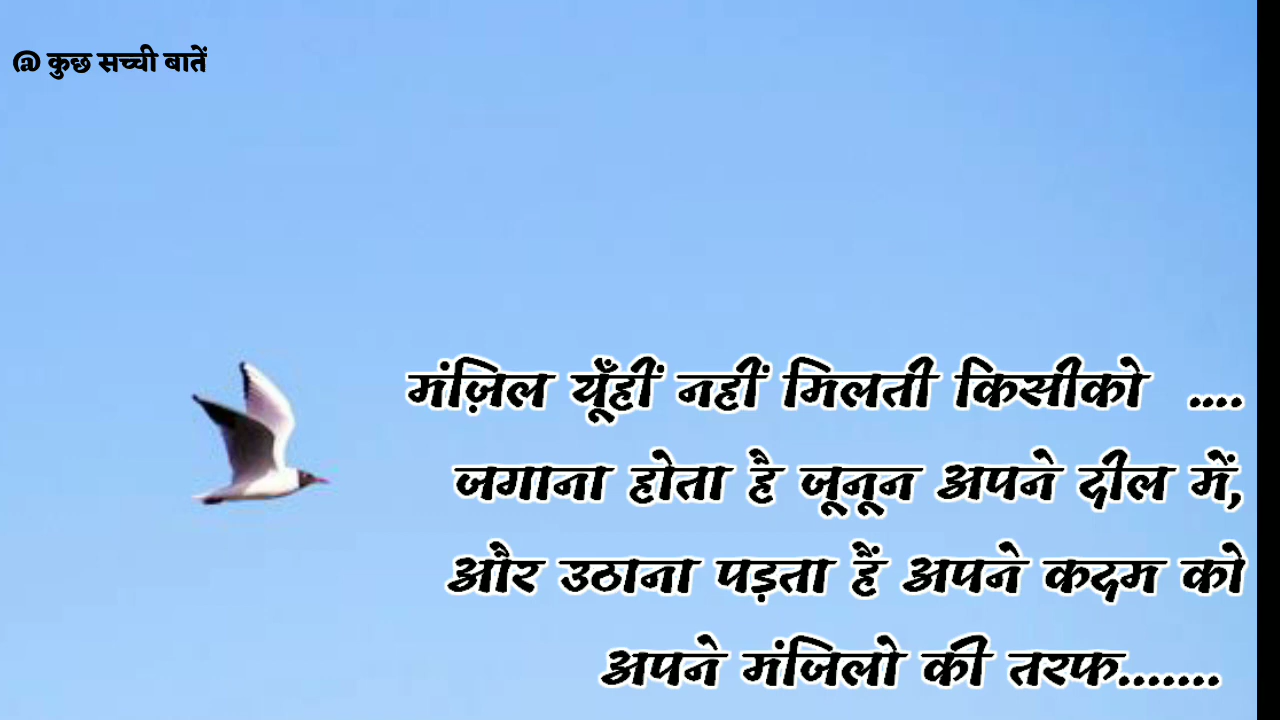 @ कुछ सच्ची बातें
मंज़िल यूँहीं नहीं मिलती किसीको ....
जगाना होता है जूनून अपने दील में,
और उठाना पड़ता हैं अपने कदम को
अपने मंजिलो की तरफ.......